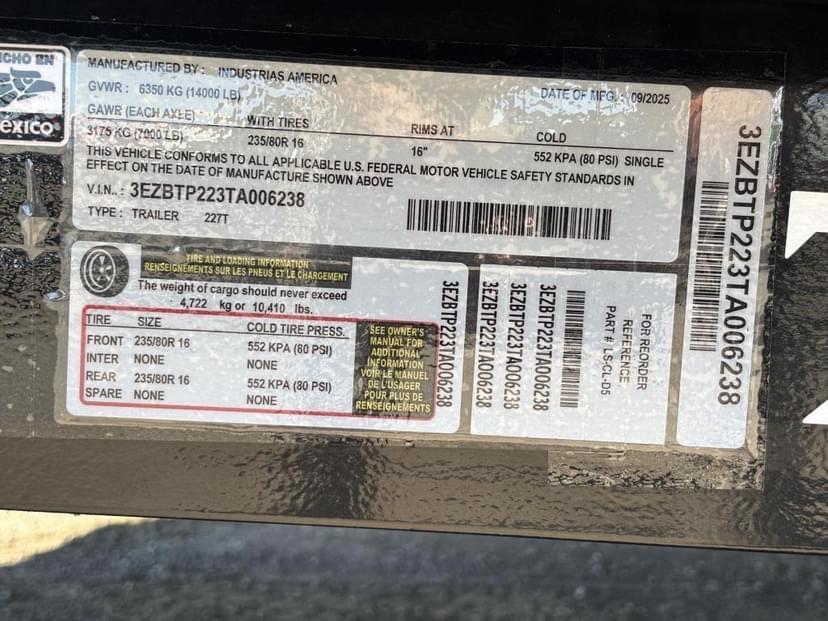 CHO EN
exico
MANUFACTURED BY : INDUSTRIAS AMERICA
GVWR : 6350 KG (14000 LB)
DATE OF MFG. : 09/2025
GAWR (EACH AXLE)
WITH TIRES
RIMS AT
COLD
3175 KG (7000 LB)
235/80R 16
16"
552 KPA (80 PSI) SINGLE
THIS VEHICLE CONFORMS TO ALL APPLICABLE U.S. FEDERAL MOTOR VEHICLE SAFETY STANDARDS IN
EFFECT ON THE DATE OF MANUFACTURE SHOWN ABOVE
V.I.N.. : 3EZBTP223TA006238
TYPE : TRAILER 227T
TIRE AND LOADING INFORMATION
RENSEIGNEMENTS SUR LES PNEUS ET LE CHARGEMENT
The weight of cargo should never exceed
4,722 kg or 10,410 lbs.
TIRE SIZE COLD TIRE PRESS.
FRONT 235/80R 16 552 KPA (80 PSI)
INTER NONE NONE
REAR 235/80R 16 552 KPA (80 PSI)
SPARE NONE NONE
SEE OWNER'S
MANUAL FOR
ADDITIONAL
INFORMATION
VOIR LE MANUEL
DE L'USAGER
POUR PLUS DE
RENSEIGNEMENTS
3EZBTP223TA006238
3EZBTP223TA006238
3EZBTP223TA006238
3EZBTP223TA006238
FOR REORDER
REFERENCE
PART # LS-CL-D5
3EZBTP223TA006238